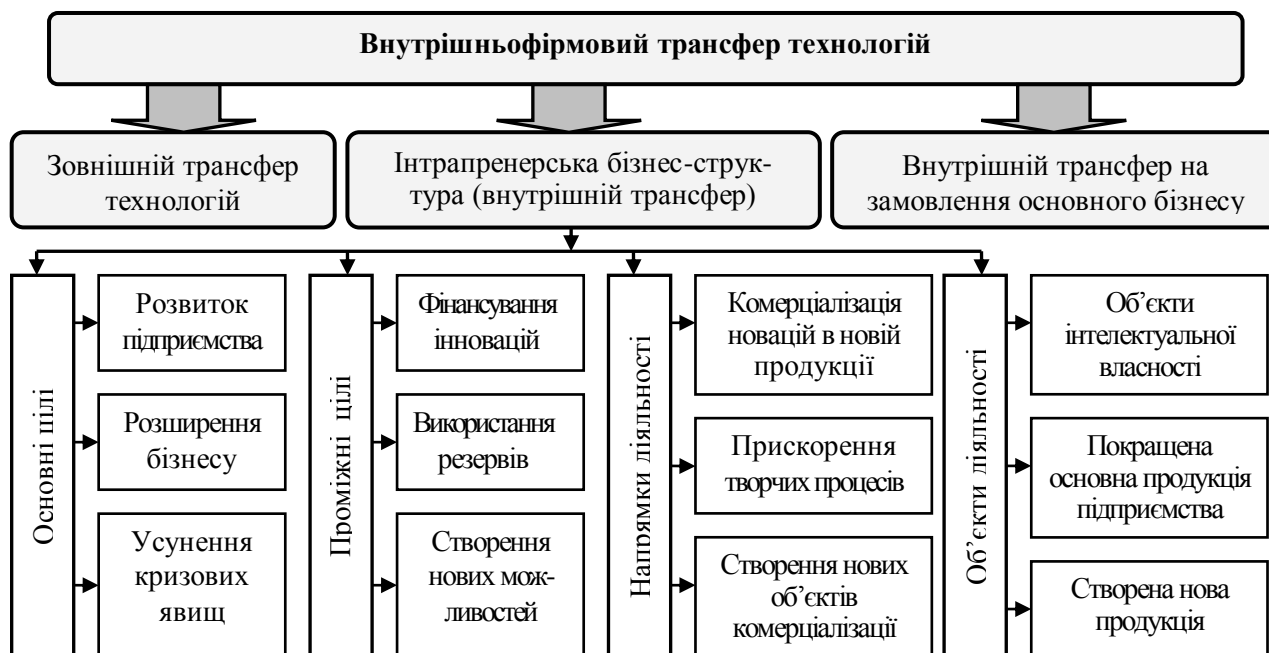 Внутрішньофірмовий трансфер технологій
Зовнішній трансфер
технологій
Інтрапренерська бізнес-струк-
тура (внутрішній трансфер)
Внутрішній трансфер на
замовлення основного бізнесу
Основні цілі
Розвиток
підприємства
Розширення
бізнесу
Усунення
кризових
явищ
Проміжні цілі
Фінансування
інновацій
Використання
резервів
Створення
нових мож-
ливостей
Напрямки діяльності
Комерціалізація
новацій в новій
продукції
Прискорення
творчих процесів
Створення нових
об’єктів
комерціалізації
Об’єкти діяльності
Об’єкти
інтелектуальної
власності
Покращена
основна продукція
підприємства
Створена нова
продукція